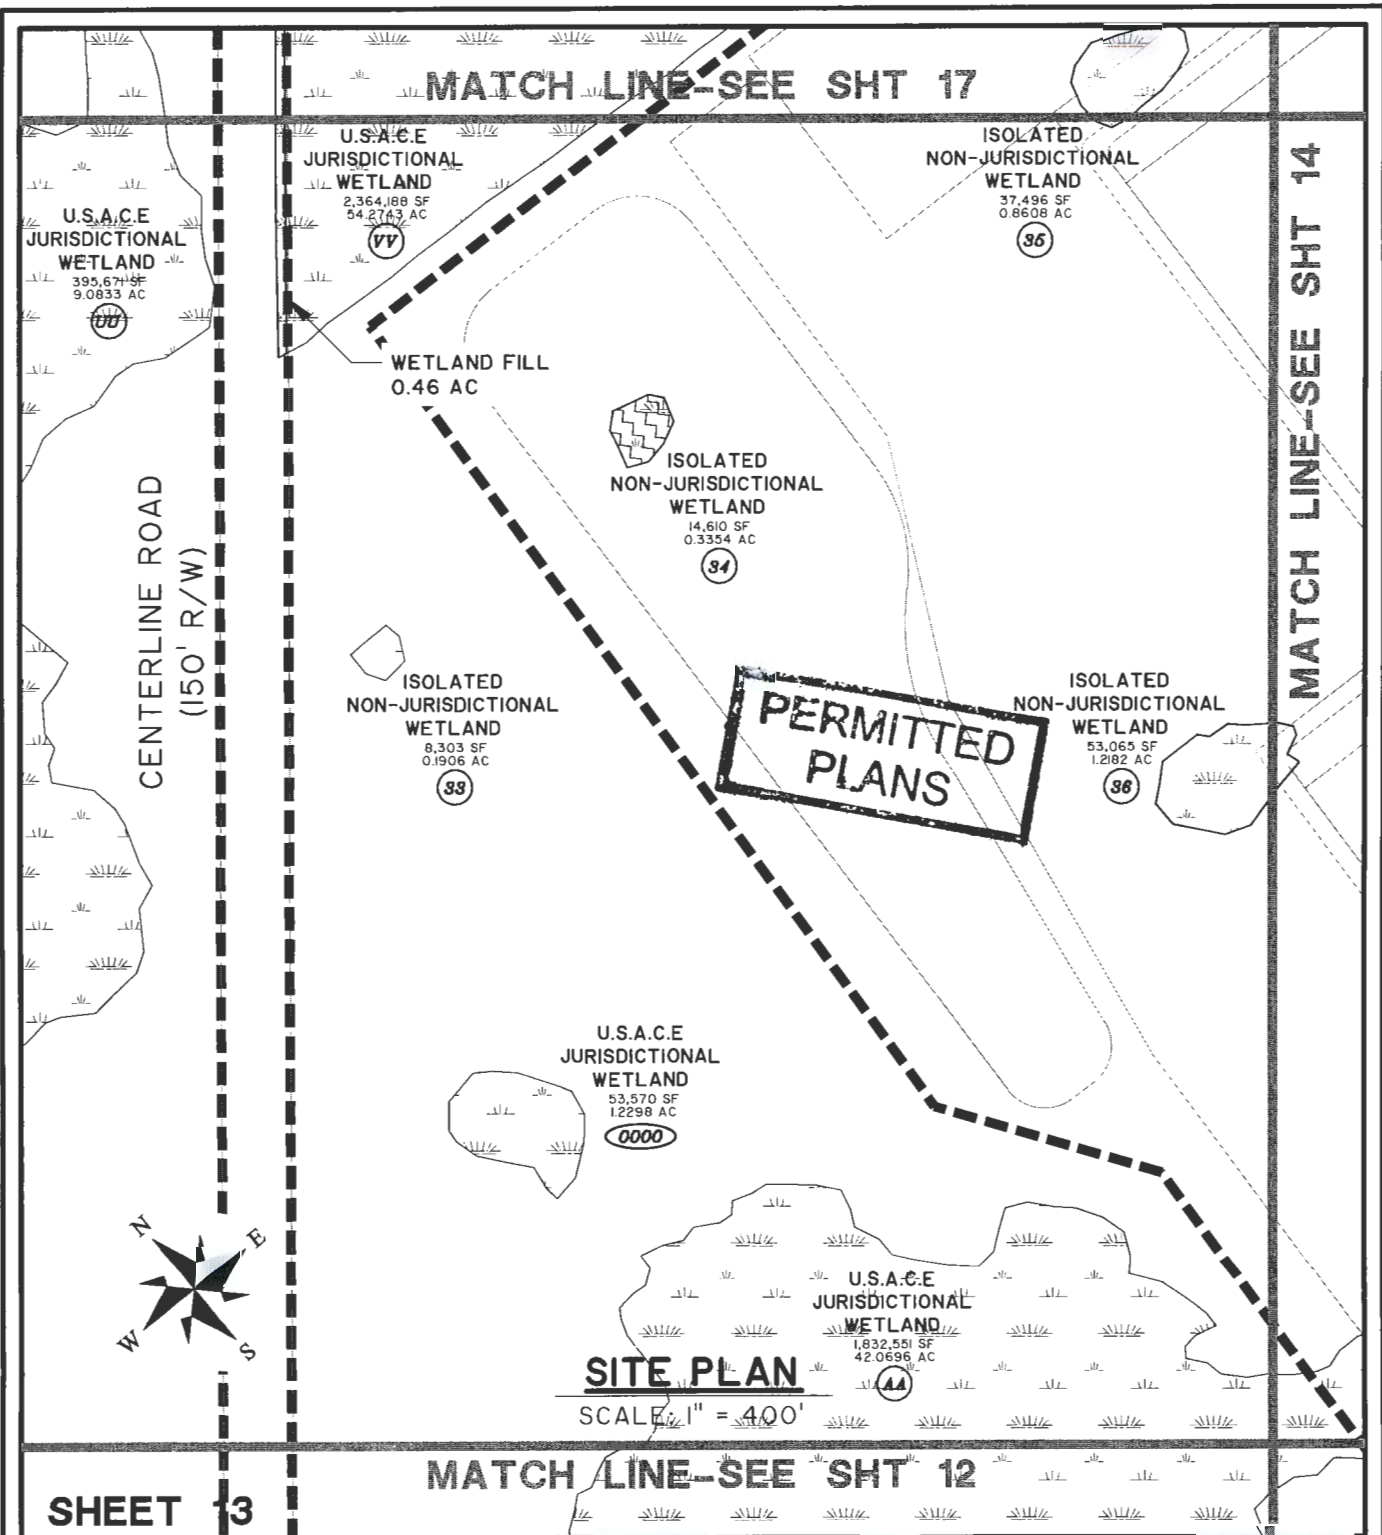 MATCH LINE-SEE SHT 17
U.S.A.C.E
JURISDICTIONAL
WETLAND
2,364,188 SF
54.2743 AC
VV
ISOLATED
NON-JURISDICTIONAL
WETLAND
37,496 SF
0.8608 AC
35
U.S.A.C.E
JURISDICTIONAL
WETLAND
395,671 SF
9.0833 AC
UU
MATCH LINE-SEE SHT 14
WETLAND FILL
0.46 AC
ISOLATED
NON-JURISDICTIONAL
WETLAND
14,610 SF
0.3354 AC
34
CENTERLINE ROAD
(150' R/W)
ISOLATED
NON-JURISDICTIONAL
WETLAND
8,303 SF
0.1906 AC
33
PERMITTED
PLANS
ISOLATED
NON-JURISDICTIONAL
WETLAND
53,065 SF
1.2182 AC
36
U.S.A.C.E
JURISDICTIONAL
WETLAND
53,570 SF
1.2298 AC
OOOO
N
E
W
S
U.S.A.C.E
JURISDICTIONAL
WETLAND
1,832,551 SF
42.0696 AC
AA
SITE PLAN
SCALE: 1" = 400'
MATCH LINE-SEE SHT 12
SHEET 13